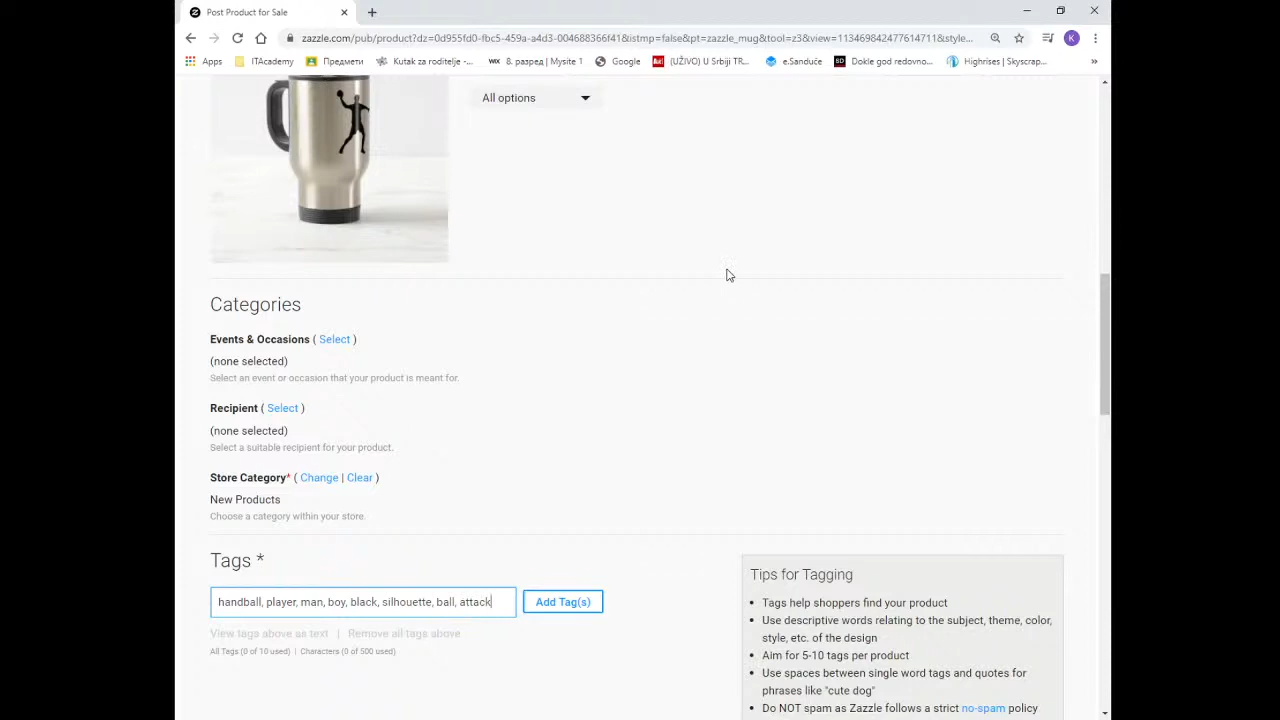 Post Product for Sale
zazzle.com/pub/product?dz=0d955fd0-fbc5-459a-a4d3-004688366f41&istmp=false&pt=zazzle_mug&tool=z3&view=113469842477614711&style...
K
Apps
ITAcademy
Предмети
Kutak za roditelje -...
WIX
8. разред | Mysite 1
Google
(UŽIVO) U Srbiji TR...
e.Sanduče
SD
Dokle god redovno...
Highrises | Skyscrap...
All options
Categories
Events & Occasions ( Select )
(none selected)
Select an event or occasion that your product is meant for.
Recipient ( Select )
(none selected)
Select a suitable recipient for your product.
Store Category* ( Change | Clear )
New Products
Choose a category within your store.
Tags *
handball, player, man, boy, black, silhouette, ball, attack
Add Tag(s)
View tags above as text | Remove all tags above
All Tags (0 of 10 used) | Characters (0 of 500 used)
Tips for Tagging
Tags help shoppers find your product
Use descriptive words relating to the subject, theme, color,
style, etc. of the design
Aim for 5-10 tags per product
Use spaces between single word tags and quotes for
phrases like "cute dog"
Do NOT spam as Zazzle follows a strict no-spam policy